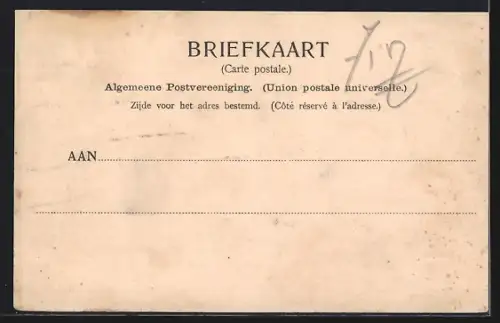 BRIEFKAART
(Carte postale.)
Algemeene Postvereeniging. (Union postale universelle.)
Zijde voor het adres bestemd. (Côté réservé à l'adresse.)
AAN